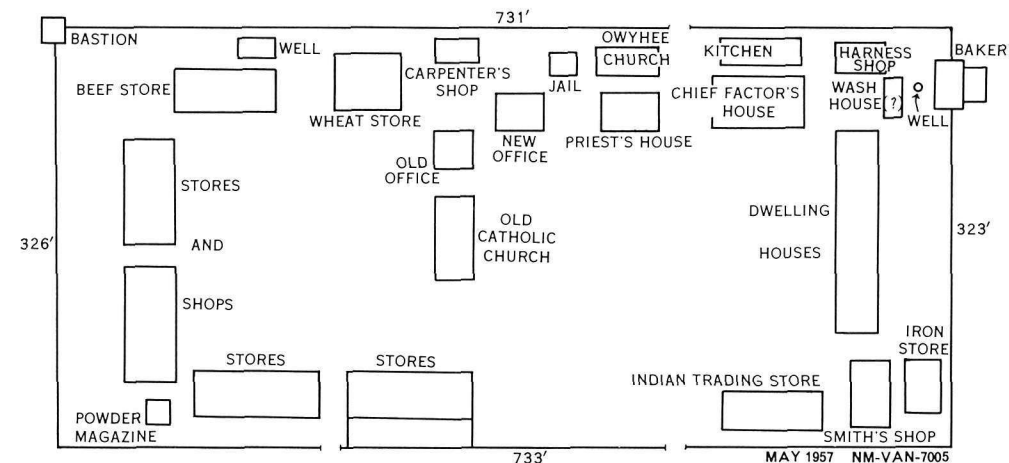 731′
BASTION
WELL
OWYHEE
CHURCH
KITCHEN
HARNESS
SHOP
BAKERY
BEEF STORE
WHEAT STORE
CARPENTER'S
SHOP
JAIL
CHIEF FACTOR'S
HOUSE
WASH
HOUSE
(?)
WELL
NEW
OFFICE
PRIEST'S HOUSE
OLD
OFFICE
STORES
AND
SHOPS
OLD
CATHOLIC
CHURCH
DWELLING
HOUSES
326′
323′
IRON
STORE
STORES
STORES
INDIAN TRADING STORE
POWDER
MAGAZINE
SMITH'S SHOP
733′
MAY 1957 NM-VAN-7005